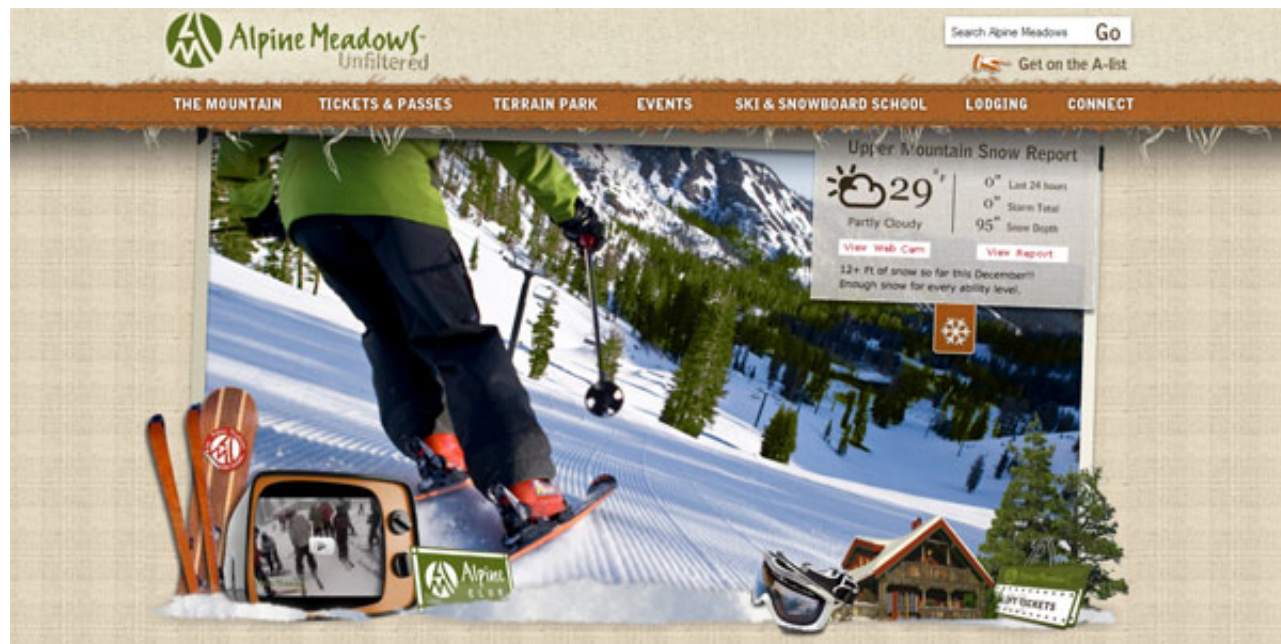 Alpine Meadows
Unfiltered
Search Alpine Meadows Go
Get on the A-list
THE MOUNTAIN TICKETS & PASSES TERRAIN PARK EVENTS SKI & SNOWBOARD SCHOOL LODGING CONNECT
Upper Mountain Snow Report
29°F
Partly Cloudy
0" Last 24 hours
0" Storm Total
95" Snow Depth
View Web Cam View Report
12+ Ft of snow so far this December!!
Enough snow for every ability level.
Alpine
CLUB
LIFT TICKETS